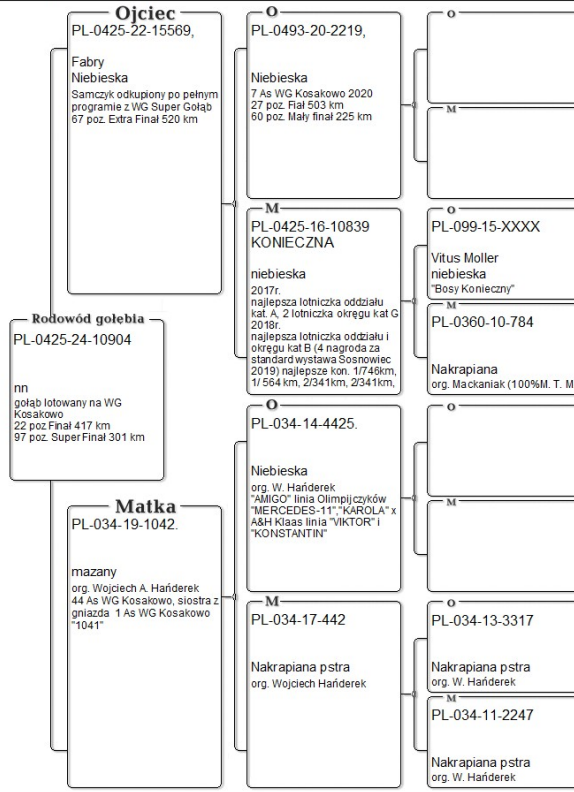 Ojciec
PL-0425-22-15569,
Fabry
Niebieska
Samczyk odkupiony po pełnym
programie z WG Super Gołąb
67 poz. Extra Finał 520 km
O
PL-0493-20-2219,
Niebieska
7 As WG Kosakowo 2020
27 poz. Fiał 503 km
60 poz. Mały finał 225 km
O
M
M
PL-0425-16-10839
KONIECZNA
niebieska
2017r.
najlepsza lotniczka oddziału
kat. A, 2 lotniczka okręgu kat G
2018r.
najlepsza lotniczka oddziału i
okręgu kat B (4 nagroda za
standard wystawa Sosnowiec
2019) najlepsze kon. 1/746km,
1/ 564 km, 2/341km, 2/341km,
O
PL-099-15-XXXX
Vitus Moller
niebieska
"Bosy Konieczny"
M
PL-0360-10-784
Nakrapiana
org. Mackaniak (100%M. T. M
Rodowód gołębia
PL-0425-24-10904
nn
gołąb lotowany na WG
Kosakowo
22 poz Finał 417 km
97 poz. Super Finał 301 km
O
PL-034-14-4425.
Niebieska
org. W. Hańderek
"AMIGO" linia Olimpijczyków
"MERCEDES-11","KAROLA" x
A&H Klaas linia "VIKTOR" i
"KONSTANTIN"
O
M
Matka
PL-034-19-1042.
mazany
org. Wojciech A. Hańderek
44 As WG Kosakowo, siostra z
gniazda  1 As WG Kosakowo
"1041"
M
PL-034-17-442
Nakrapiana pstra
org. Wojciech Hańderek
O
PL-034-13-3317
Nakrapiana pstra
org. W. Hańderek
M
PL-034-11-2247
Nakrapiana pstra
org. W. Hańderek